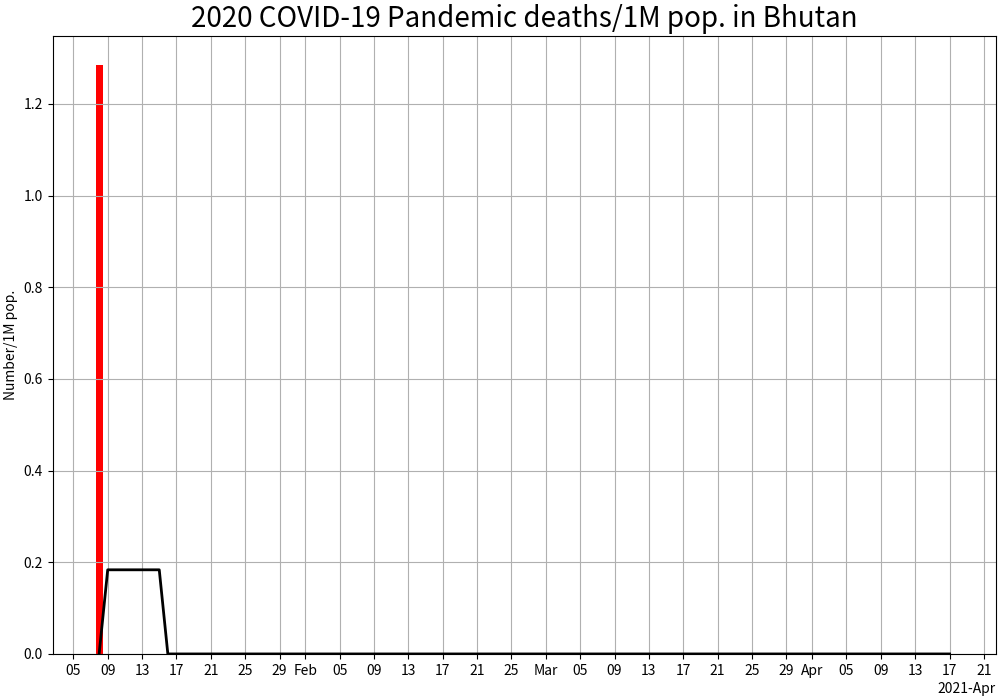 2020 COVID-19 Pandemic deaths/1M pop. in Bhutan
Number/1M pop.
1.2
1.0
0.8
0.6
0.4
0.2
0.0
05 09 13 17 21 25 29 Feb 05 09 13 17 21 25 Mar 05 09 13 17 21 25 29 Apr 05 09 13 17 21
2021-Apr